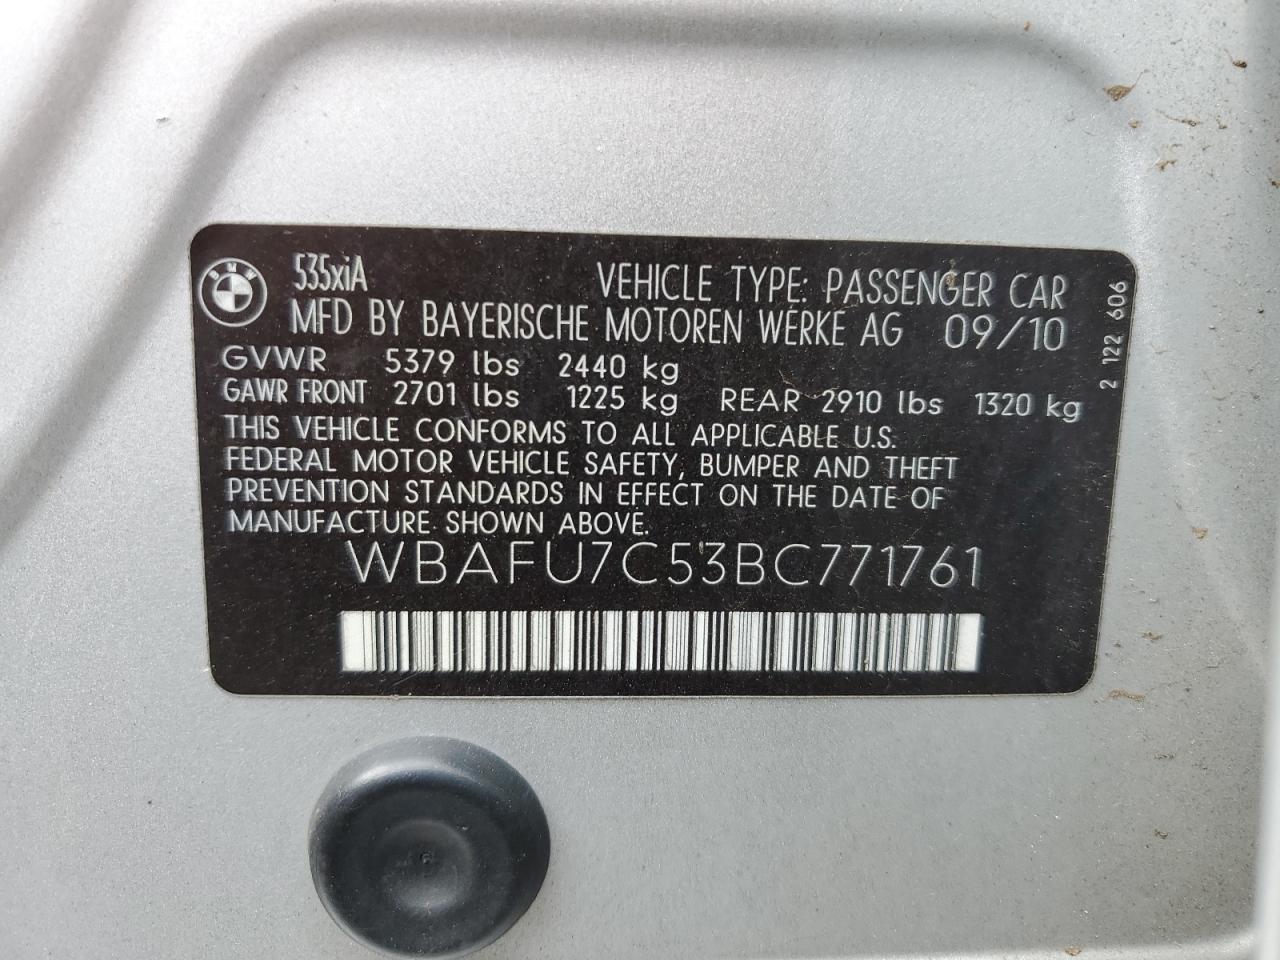 BMW
535xiA VEHICLE TYPE: PASSENGER CAR
MFD BY BAYERISCHE MOTOREN WERKE AG 09/10
GVWR 5379 lbs 2440 kg
GAWR FRONT 2701 lbs 1225 kg REAR 2910 lbs 1320 kg
THIS VEHICLE CONFORMS TO ALL APPLICABLE U.S.
FEDERAL MOTOR VEHICLE SAFETY, BUMPER AND THEFT
PREVENTION STANDARDS IN EFFECT ON THE DATE OF
MANUFACTURE SHOWN ABOVE.
WBAFU7C53BC771761
2 122 606